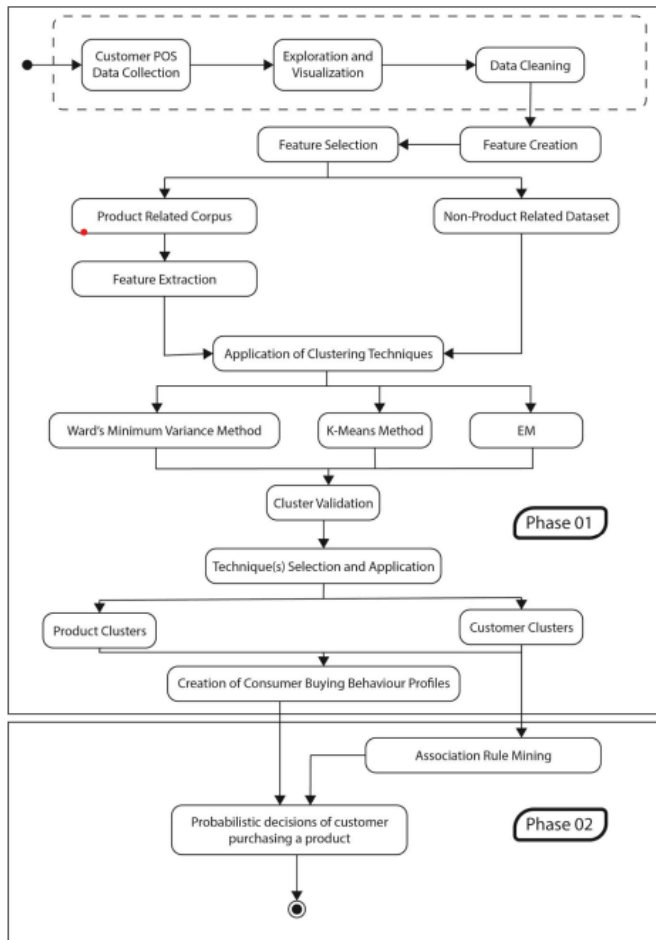 Customer POS
Data Collection
Exploration and
Visualization
Data Cleaning
Feature Selection
Feature Creation
Product Related Corpus
Non-Product Related Dataset
Feature Extraction
Application of Clustering Techniques
Ward's Minimum Variance Method
K-Means Method
EM
Cluster Validation
Phase 01
Technique(s) Selection and Application
Product Clusters
Customer Clusters
Creation of Consumer Buying Behaviour Profiles
Association Rule Mining
Probabilistic decisions of customer
purchasing a product
Phase 02